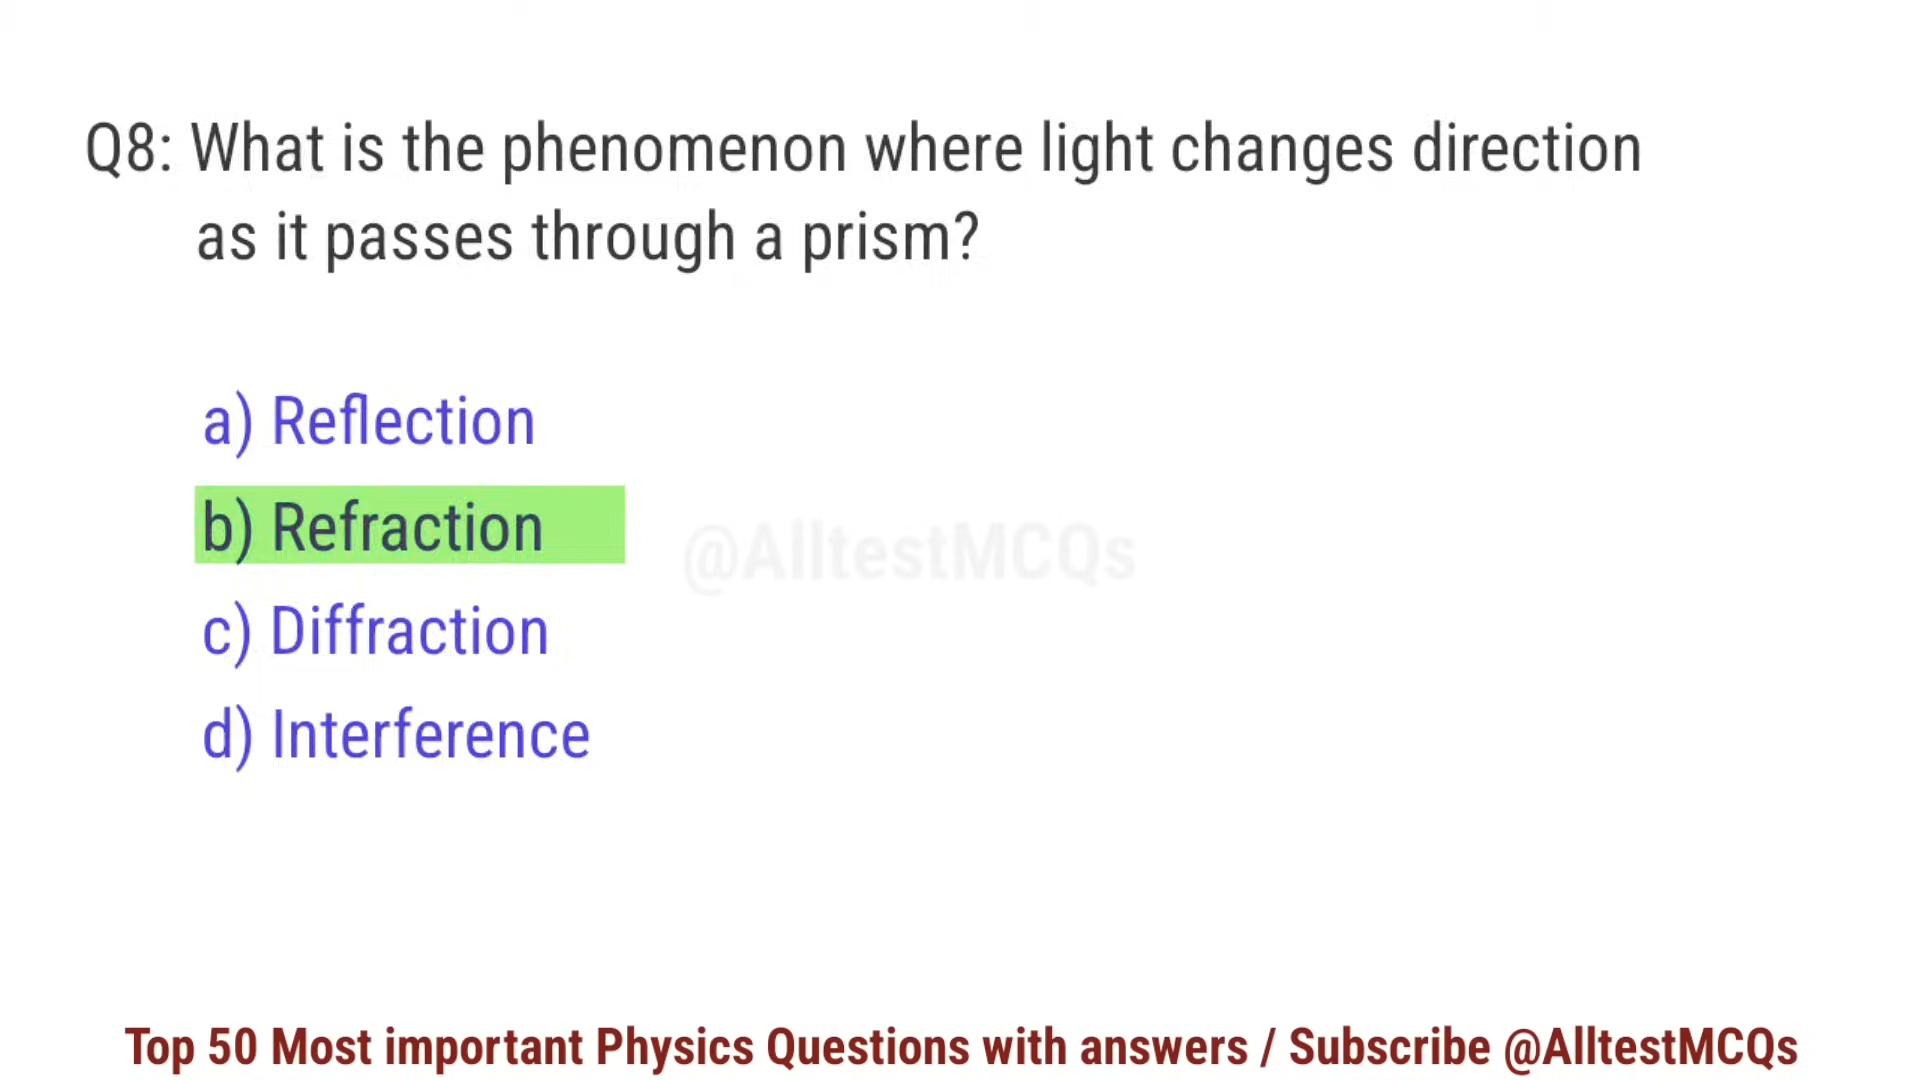 Q8: What is the phenomenon where light changes direction
as it passes through a prism?
a) Reflection
b) Refraction
@AlltestMCQs
c) Diffraction
d) Interference
Top 50 Most important Physics Questions with answers / Subscribe @AlltestMCQs